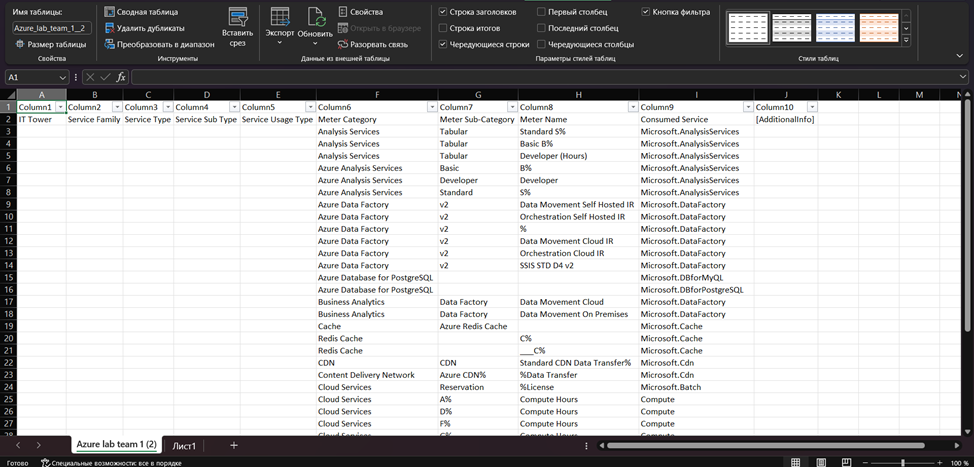 Имя таблицы:
Azure_lab_team_1__2
Размер таблицы
Свойства
Сводная таблица
Удалить дубликаты
Преобразовать в диапазон
Вставить срез
Инструменты
Экспорт
Обновить
Свойства
Открыть в браузере
Разорвать связь
Данные из внешней таблицы
Строка заголовков
Первый столбец
Кнопка фильтра
Строка итогов
Последний столбец
Чередующиеся строки
Чередующиеся столбцы
Параметры стилей таблиц
Стили таблиц
A1
fx
A B C D E F G H I J K L M N
1 Column1 Column2 Column3 Column4 Column5 Column6 Column7 Column8 Column9 Column10
2 IT Tower Service Family Service Type Service Sub Type Service Usage Type Meter Category Meter Sub-Category Meter Name Consumed Service [AdditionalInfo]
3 Analysis Services Tabular Standard S% Microsoft.AnalysisServices
4 Analysis Services Tabular Basic B% Microsoft.AnalysisServices
5 Analysis Services Tabular Developer (Hours) Microsoft.AnalysisServices
6 Azure Analysis Services Basic B% Microsoft.AnalysisServices
7 Azure Analysis Services Developer Developer Microsoft.AnalysisServices
8 Azure Analysis Services Standard S% Microsoft.AnalysisServices
9 Azure Data Factory v2 Data Movement Self Hosted IR Microsoft.DataFactory
10 Azure Data Factory v2 Orchestration Self Hosted IR Microsoft.DataFactory
11 Azure Data Factory v2 % Microsoft.DataFactory
12 Azure Data Factory v2 Data Movement Cloud IR Microsoft.DataFactory
13 Azure Data Factory v2 Orchestration Cloud IR Microsoft.DataFactory
14 Azure Data Factory v2 SSIS STD D4 v2 Microsoft.DataFactory
15 Azure Database for PostgreSQL Microsoft.DBforMyQL
16 Azure Database for PostgreSQL Microsoft.DBforPostgreSQL
17 Business Analytics Data Factory Data Movement Cloud Microsoft.DataFactory
18 Business Analytics Data Factory Data Movement On Premises Microsoft.DataFactory
19 Cache Azure Redis Cache Microsoft.Cache
20 Redis Cache C% Microsoft.Cache
21 Redis Cache ___C% Microsoft.Cache
22 CDN CDN Standard CDN Data Transfer% Microsoft.Cdn
23 Content Delivery Network Azure CDN% %Data Transfer Microsoft.Cdn
24 Cloud Services Reservation %License Microsoft.Batch
25 Cloud Services A% Compute Hours Compute
26 Cloud Services D% Compute Hours Compute
27 Cloud Services F% Compute Hours Compute
28 Cloud Services G% Compute Hours Compute
Azure lab team 1 (2)
Лист1
Готово
Специальные возможности: все в порядке
100 %